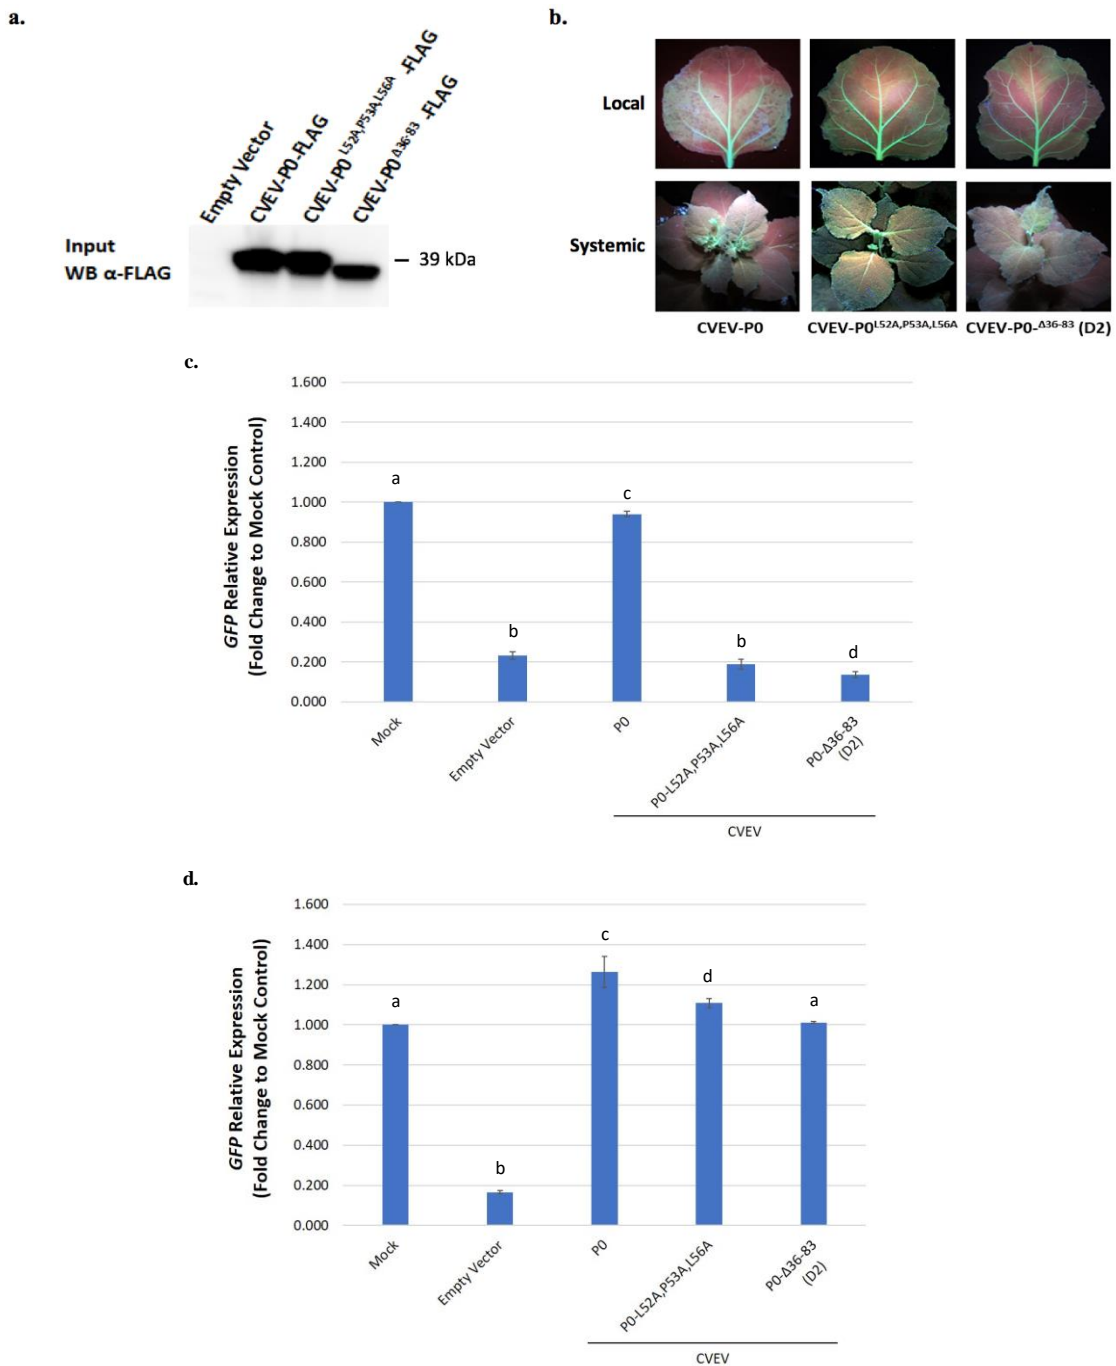 a.
Empty Vector
CVEV-P0-FLAG
CVEV-P0^L52A,P53A,L56A -FLAG
CVEV-P0^Δ36-83 -FLAG
Input
WB α-FLAG
— 39 kDa
b.
Local
Systemic
CVEV-P0
CVEV-P0^L52A,P53A,L56A
CVEV-P0-^Δ36-83 (D2)
c.
GFP Relative Expression
(Fold Change to Mock Control)
1.600
1.400
1.200
1.000
0.800
0.600
0.400
0.200
0.000
a
b
c
b
d
Mock
Empty Vector
P0
P0-L52A,P53A,L56A
P0-Δ36-83
(D2)
CVEV
d.
GFP Relative Expression
(Fold Change to Mock Control)
1.600
1.400
1.200
1.000
0.800
0.600
0.400
0.200
0.000
a
b
c
d
a
Mock
Empty Vector
P0
P0-L52A,P53A,L56A
P0-Δ36-83
(D2)
CVEV